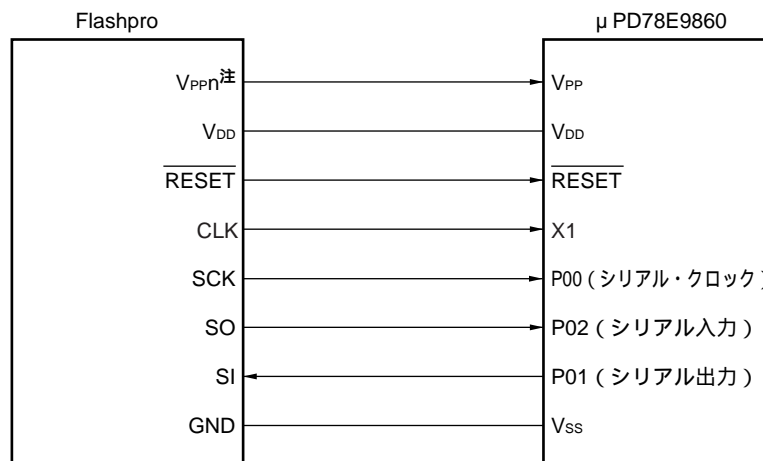 Flashpro μPD78E9860
VPPn注 VPP
VDD VDD
RESET RESET
CLK X1
SCK P00（シリアル・クロック）
SO P02（シリアル入力）
SI P01（シリアル出力）
GND VSS